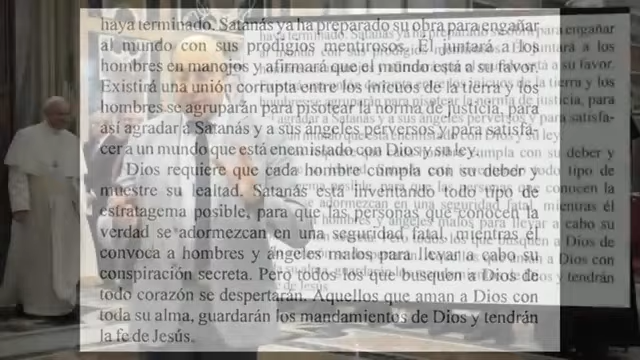 haya terminado. Satanás ya ha preparado su obra para engañar
al mundo con sus prodigios mentirosos. El juntará a los
hombres en manojos y afirmará que el mundo está a su favor.
Existirá una unión corrupta entre los inicuos de la tierra y los
hombres se agruparán para pisotear la norma de justicia, para
así agradar a Satanás y a sus ángeles perversos y para satisfa-
cer a un mundo que está enemistado con Dios y su ley.
Dios requiere que cada hombre cumpla con su deber y
muestre su lealtad. Satanás está inventando todo tipo de
estratagema posible, para que las personas que conocen la
verdad se adormezcan en una seguridad fatal, mientras él
convoca a hombres y ángeles malos para llevar a cabo su
conspiración secreta. Pero todos los que busquen a Dios de
todo corazón se despertarán. Aquellos que aman a Dios con
toda su alma, guardarán los mandamientos de Dios y tendrán
la fe de Jesús.